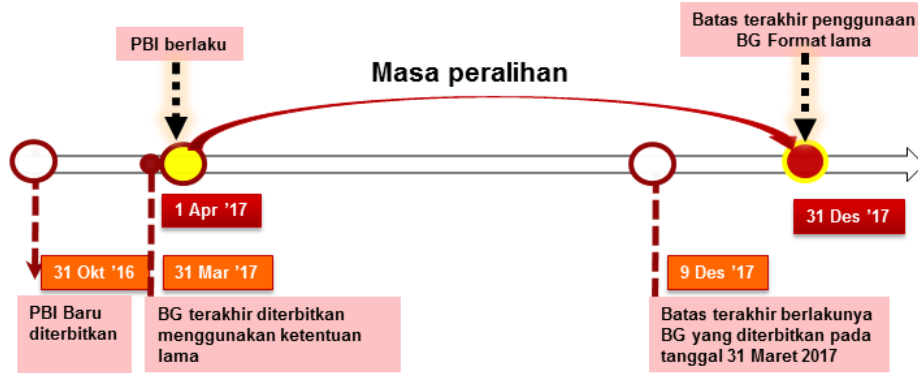 PBI berlaku
Batas terakhir penggunaan
BG Format lama
Masa peralihan
1 Apr '17
31 Des '17
31 Okt '16
31 Mar '17
9 Des '17
PBI Baru
diterbitkan
BG terakhir diterbitkan
menggunakan ketentuan
lama
Batas terakhir berlakunya
BG yang diterbitkan pada
tanggal 31 Maret 2017